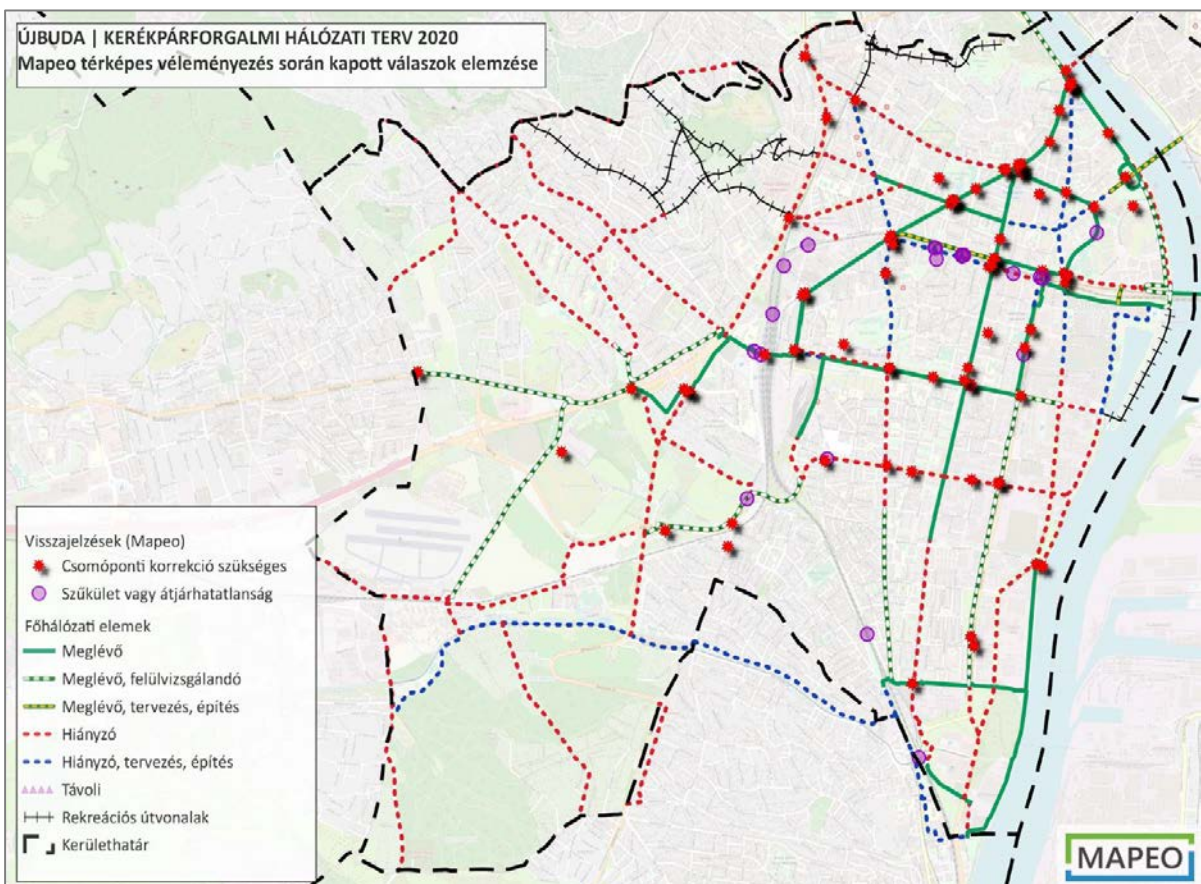 ÚJBUDA | KERÉKPÁRFORGALMI HÁLÓZATI TERV 2020
Mapeo térképes véleményezés során kapott válaszok elemzése
Visszajelzések (Mapeo)
Csomóponti korrekció szükséges
Szűkület vagy átjárhatatlanság
Főhálózati elemek
Meglévő
Meglévő, felülvizsgálandó
Meglévő, tervezés, építés
Hiányzó
Hiányzó, tervezés, építés
Távoli
Rekreációs útvonalak
Kerülethatár
MAPEO